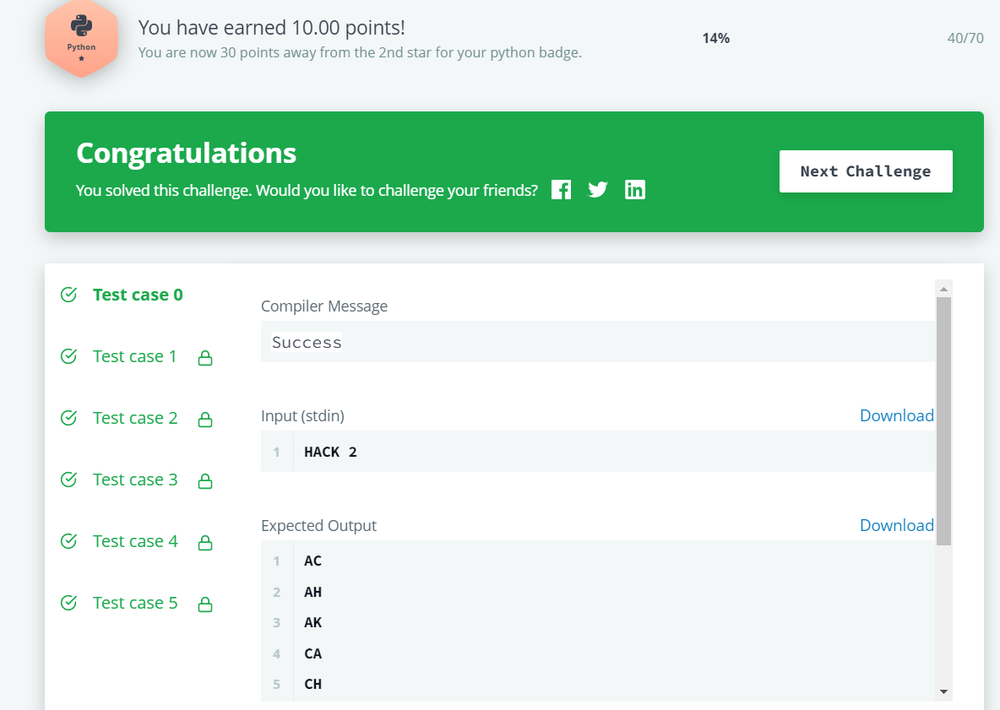 Python
You have earned 10.00 points!
You are now 30 points away from the 2nd star for your python badge.
14%
40/70
Congratulations
You solved this challenge. Would you like to challenge your friends?
Next Challenge
Test case 0
Test case 1
Test case 2
Test case 3
Test case 4
Test case 5
Compiler Message
Success
Input (stdin)
Download
1 HACK 2
Expected Output
Download
1 AC
2 AH
3 AK
4 CA
5 CH